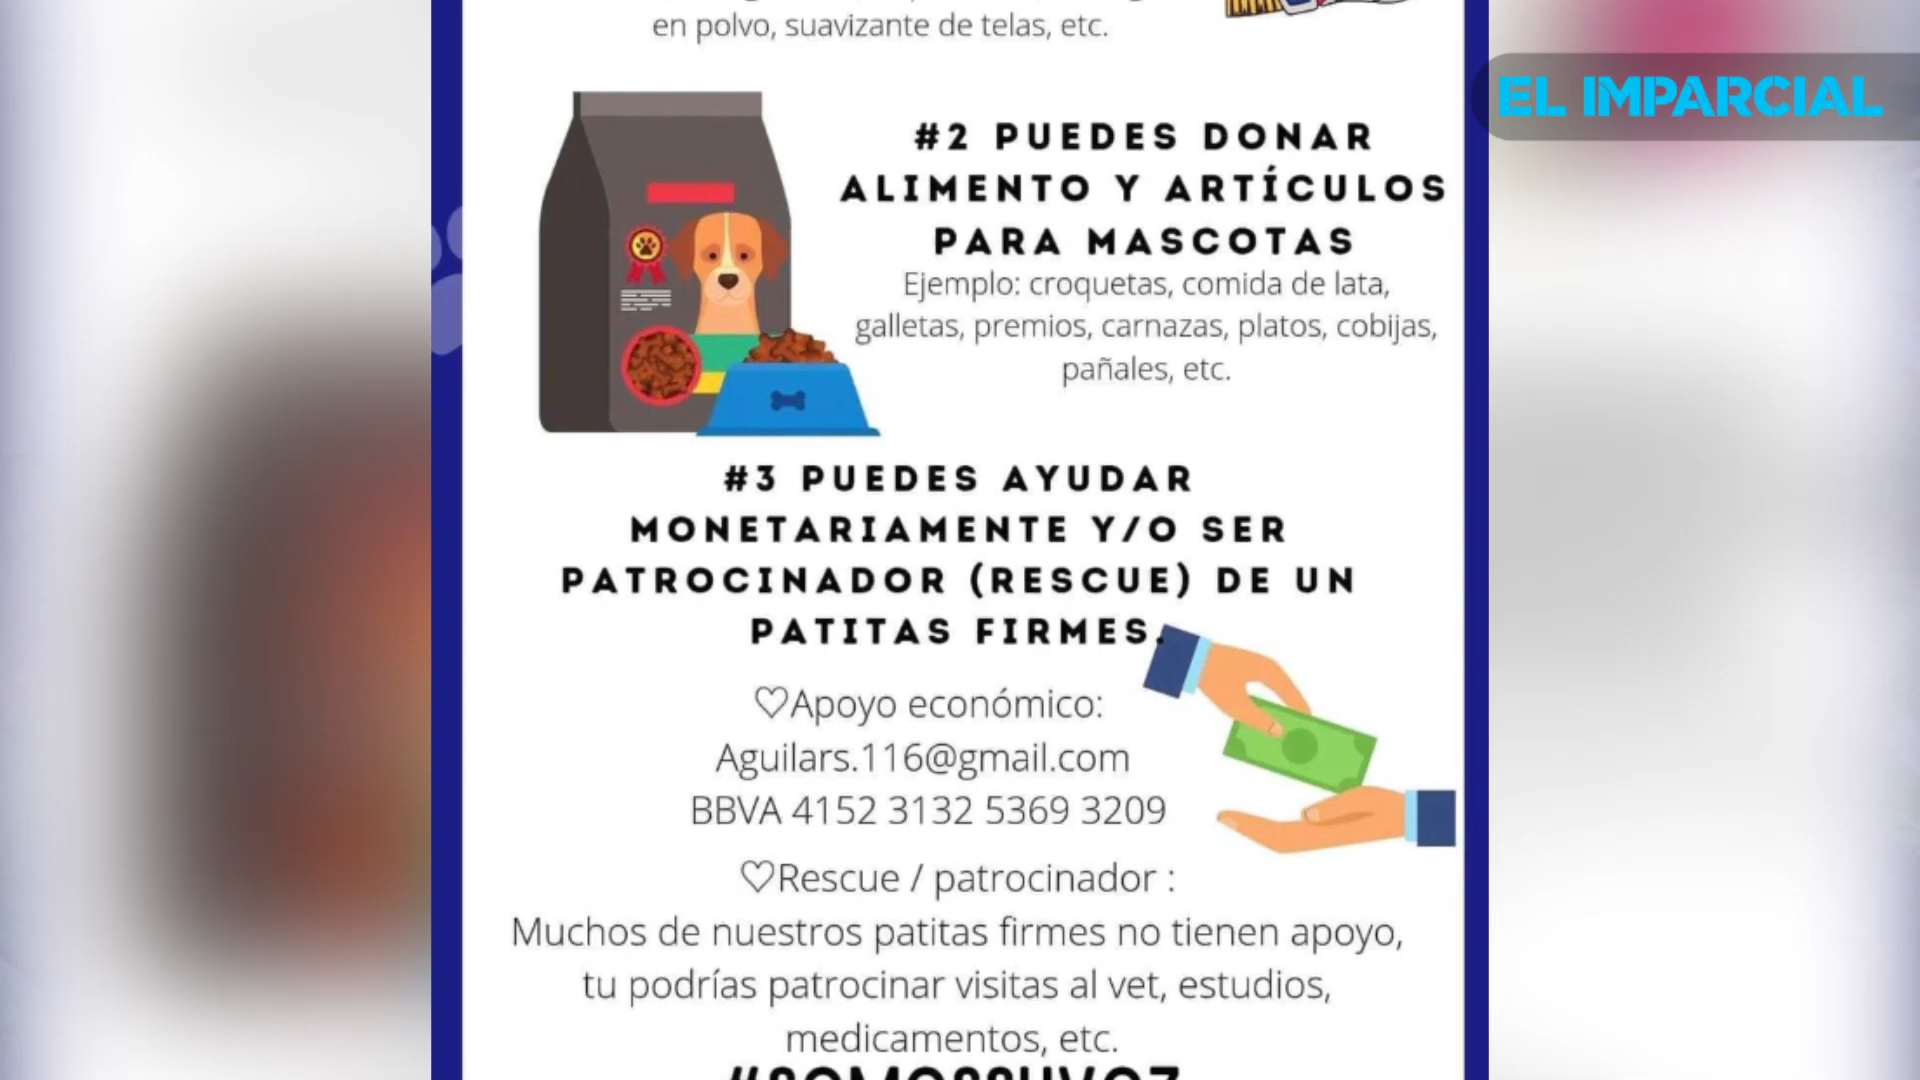 en polvo, suavizante de telas, etc.
EL IMPARCIAL
#2 PUEDES DONAR
ALIMENTO Y ARTÍCULOS
PARA MASCOTAS
Ejemplo: croquetas, comida de lata,
galletas, premios, carnazas, platos, cobijas,
pañales, etc.
#3 PUEDES AYUDAR
MONETARIAMENTE Y/O SER
PATROCINADOR (RESCUE) DE UN
PATITAS FIRMES.
♡Apoyo económico:
Aguilars.116@gmail.com
BBVA 4152 3132 5369 3209
♡Rescue / patrocinador :
Muchos de nuestros patitas firmes no tienen apoyo,
tu podrías patrocinar visitas al vet, estudios,
medicamentos, etc.